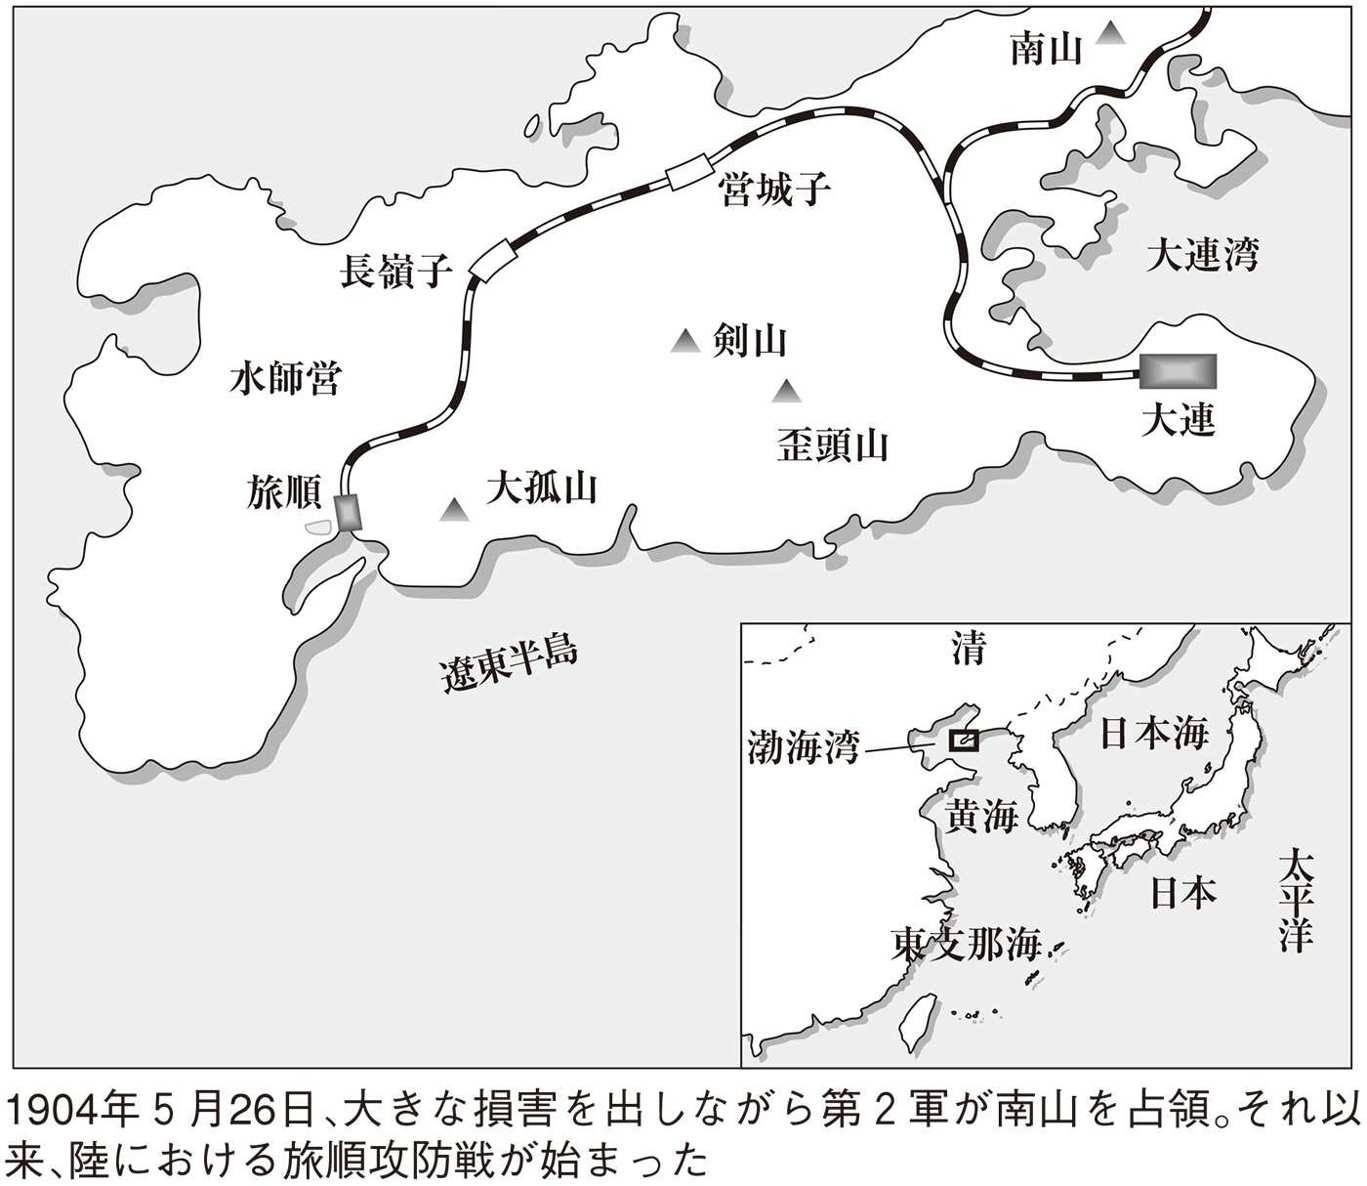 南山
営城子
長嶺子
大連湾
剣山
水師営
大連
歪頭山
旅順
大孤山
遼東半島
清
日本海
渤海湾
黄海
太平洋
日本
東支那海
1904年5月26日、大きな損害を出しながら第2軍が南山を占領。それ以
来、陸における旅順攻防戦が始まった